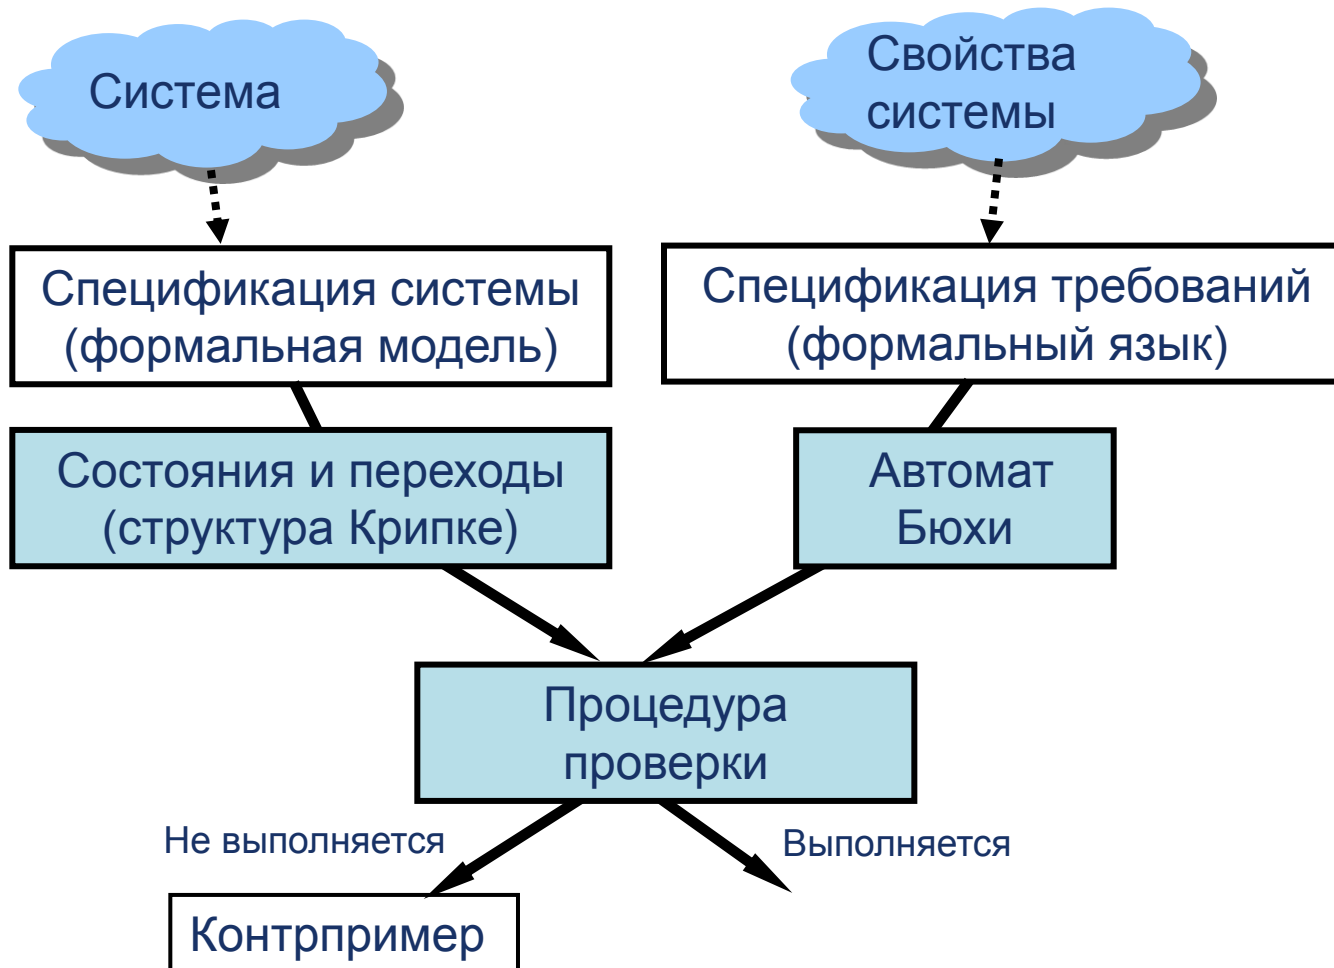 Система
Свойства
системы
Спецификация системы
(формальная модель)
Спецификация требований
(формальный язык)
Состояния и переходы
(структура Крипке)
Автомат
Бюхи
Процедура
проверки
Не выполняется
Выполняется
Контрпример